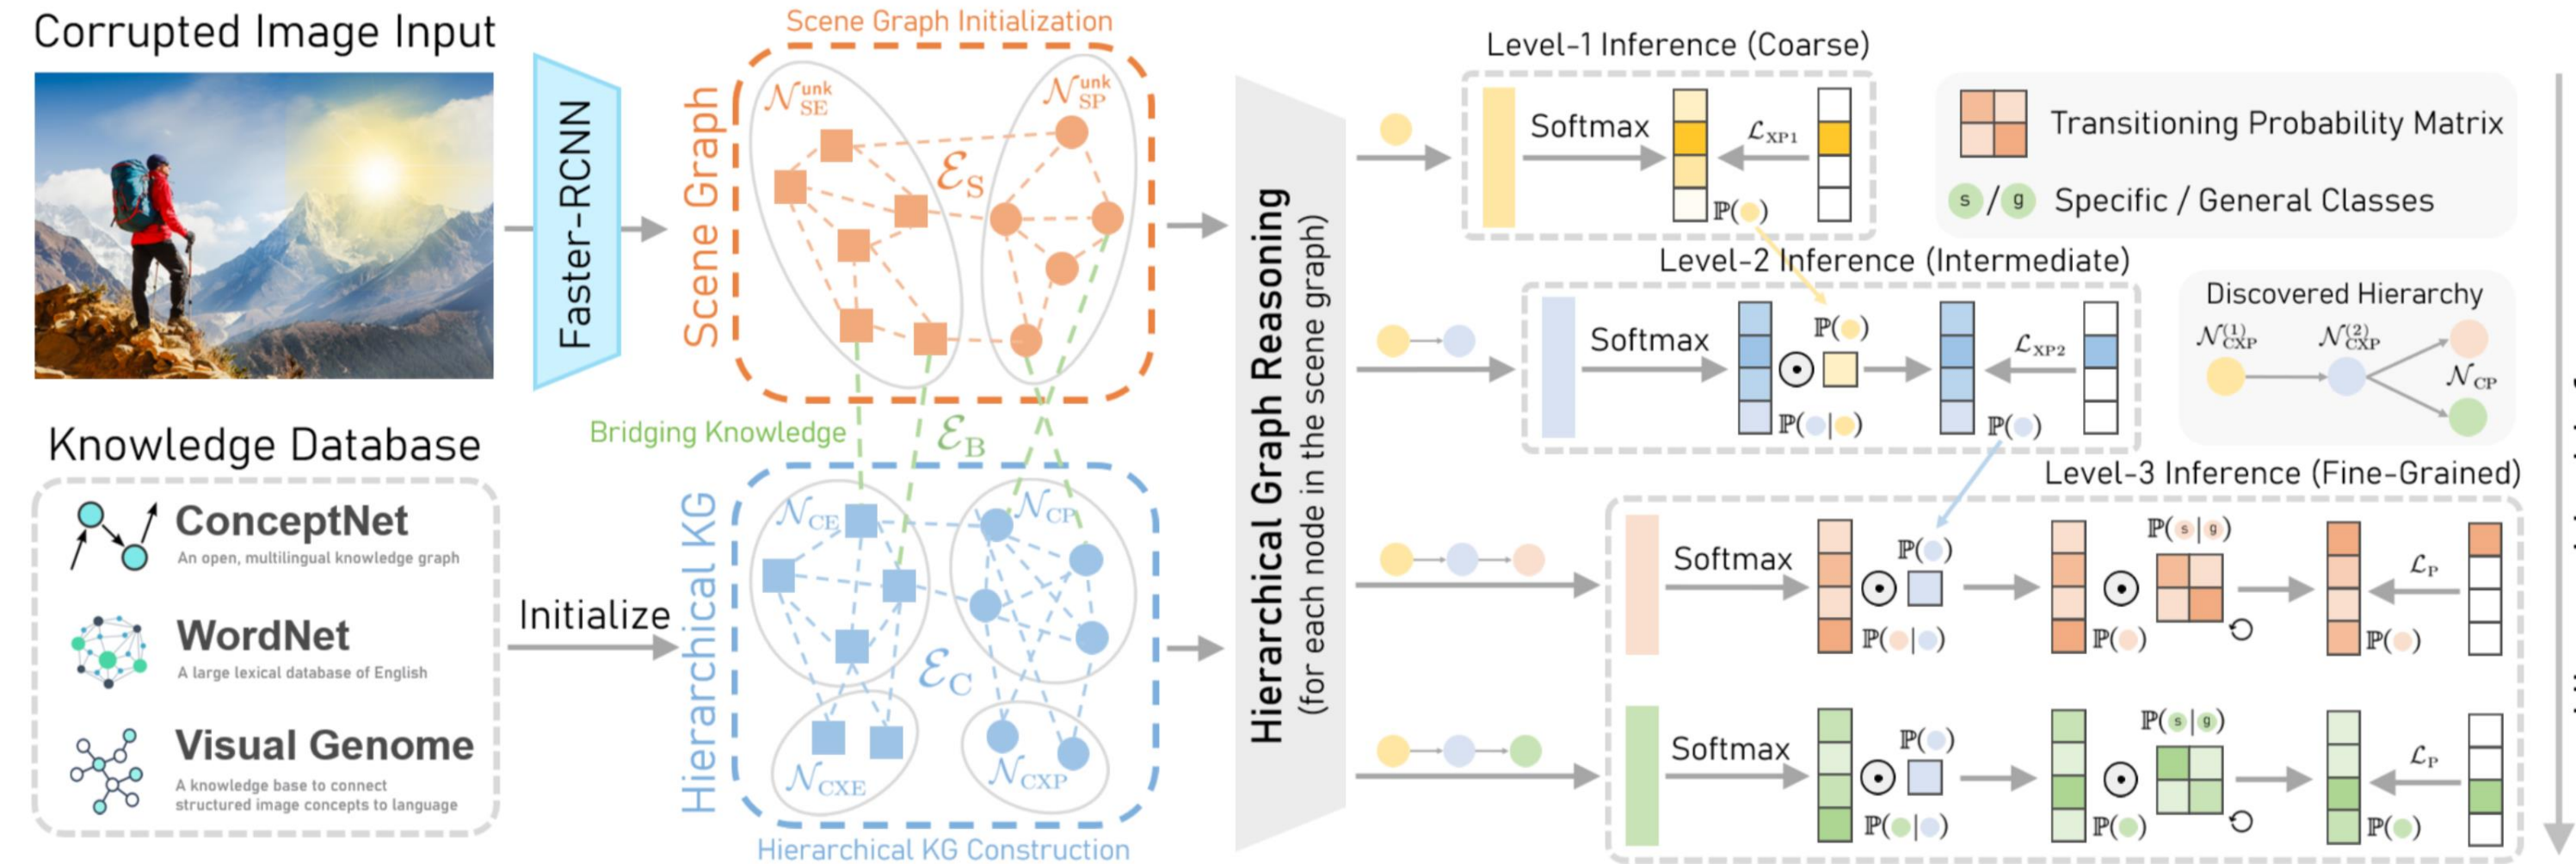 Corrupted Image Input
Faster-RCNN
Scene Graph Initialization
Scene Graph
𝒩_SE^unk
𝒩_SP^unk
ℰ_S
Bridging Knowledge
ℰ_B
Knowledge Database
ConceptNet
An open, multilingual knowledge graph
WordNet
A large lexical database of English
Visual Genome
A knowledge base to connect
structured image concepts to language
Initialize
Hierarchical KG
𝒩_CE
𝒩_CP
ℰ_C
𝒩_CXE
𝒩_CXP
Hierarchical KG Construction
Hierarchical Graph Reasoning
(for each node in the scene graph)
Level-1 Inference (Coarse)
Softmax
ℒ_XP1
ℙ( )
Transitioning Probability Matrix
s / g Specific / General Classes
Level-2 Inference (Intermediate)
Softmax
ℙ( )
ℙ( | )
ℒ_XP2
ℙ( )
Discovered Hierarchy
𝒩_CXP^(1)
𝒩_CXP^(2)
𝒩_CP
Level-3 Inference (Fine-Grained)
Softmax
ℙ( )
ℙ( | )
ℙ( )
ℙ(s|g)
ℒ_P
ℙ( )
Softmax
ℙ( )
ℙ( | )
ℙ( )
ℙ(s|g)
ℒ_P
ℙ( )